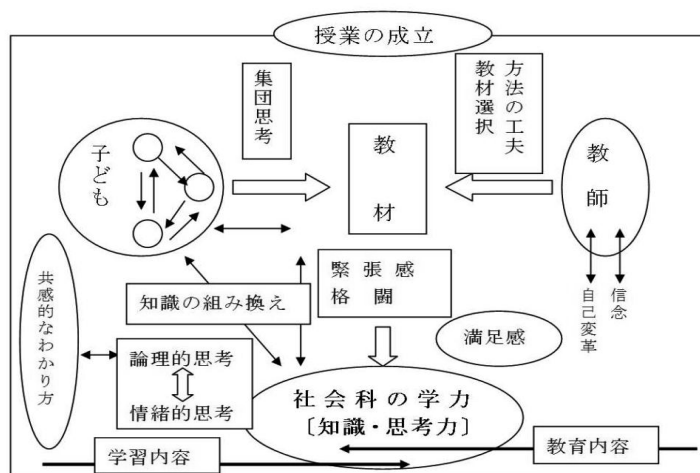 授業の成立
集団思考
方法の工夫
教材選択
子ども
教材
教師
緊張感
格闘
自己変革
信念
共感的なわかり方
知識の組み換え
満足感
論理的思考
情緒的思考
社会科の学力
〔知識・思考力〕
学習内容
教育内容